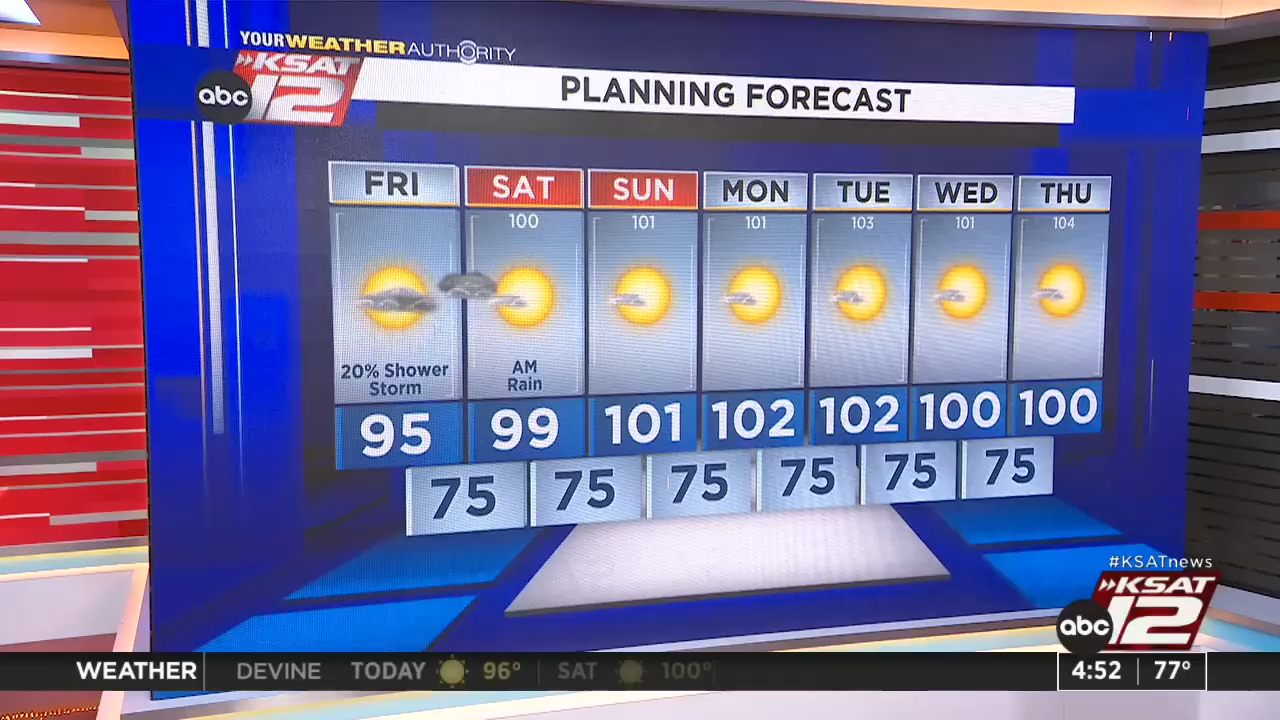 YOURWEATHERAUTHORITY
»KSAT
abc 12
PLANNING FORECAST
FRI SAT SUN MON TUE WED THU
100 101 101 103 101 104
20% Shower
Storm
AM
Rain
95 99 101 102 102 100 100
75 75 75 75 75 75
#KSATnews
»KSAT
abc 12
WEATHER DEVINE TODAY 96° SAT 100° 4:52 77°